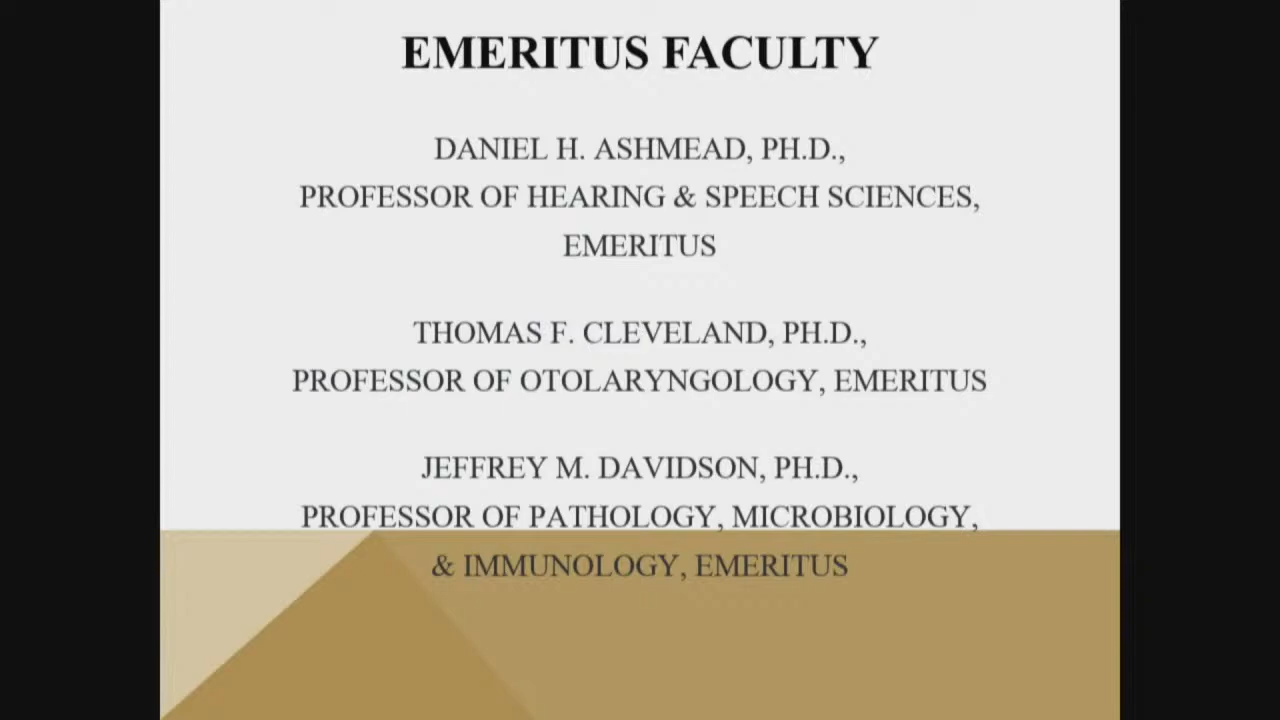 EMERITUS FACULTY
DANIEL H. ASHMEAD, PH.D.,
PROFESSOR OF HEARING & SPEECH SCIENCES,
EMERITUS
THOMAS F. CLEVELAND, PH.D.,
PROFESSOR OF OTOLARYNGOLOGY, EMERITUS
JEFFREY M. DAVIDSON, PH.D.,
PROFESSOR OF PATHOLOGY, MICROBIOLOGY,
& IMMUNOLOGY, EMERITUS